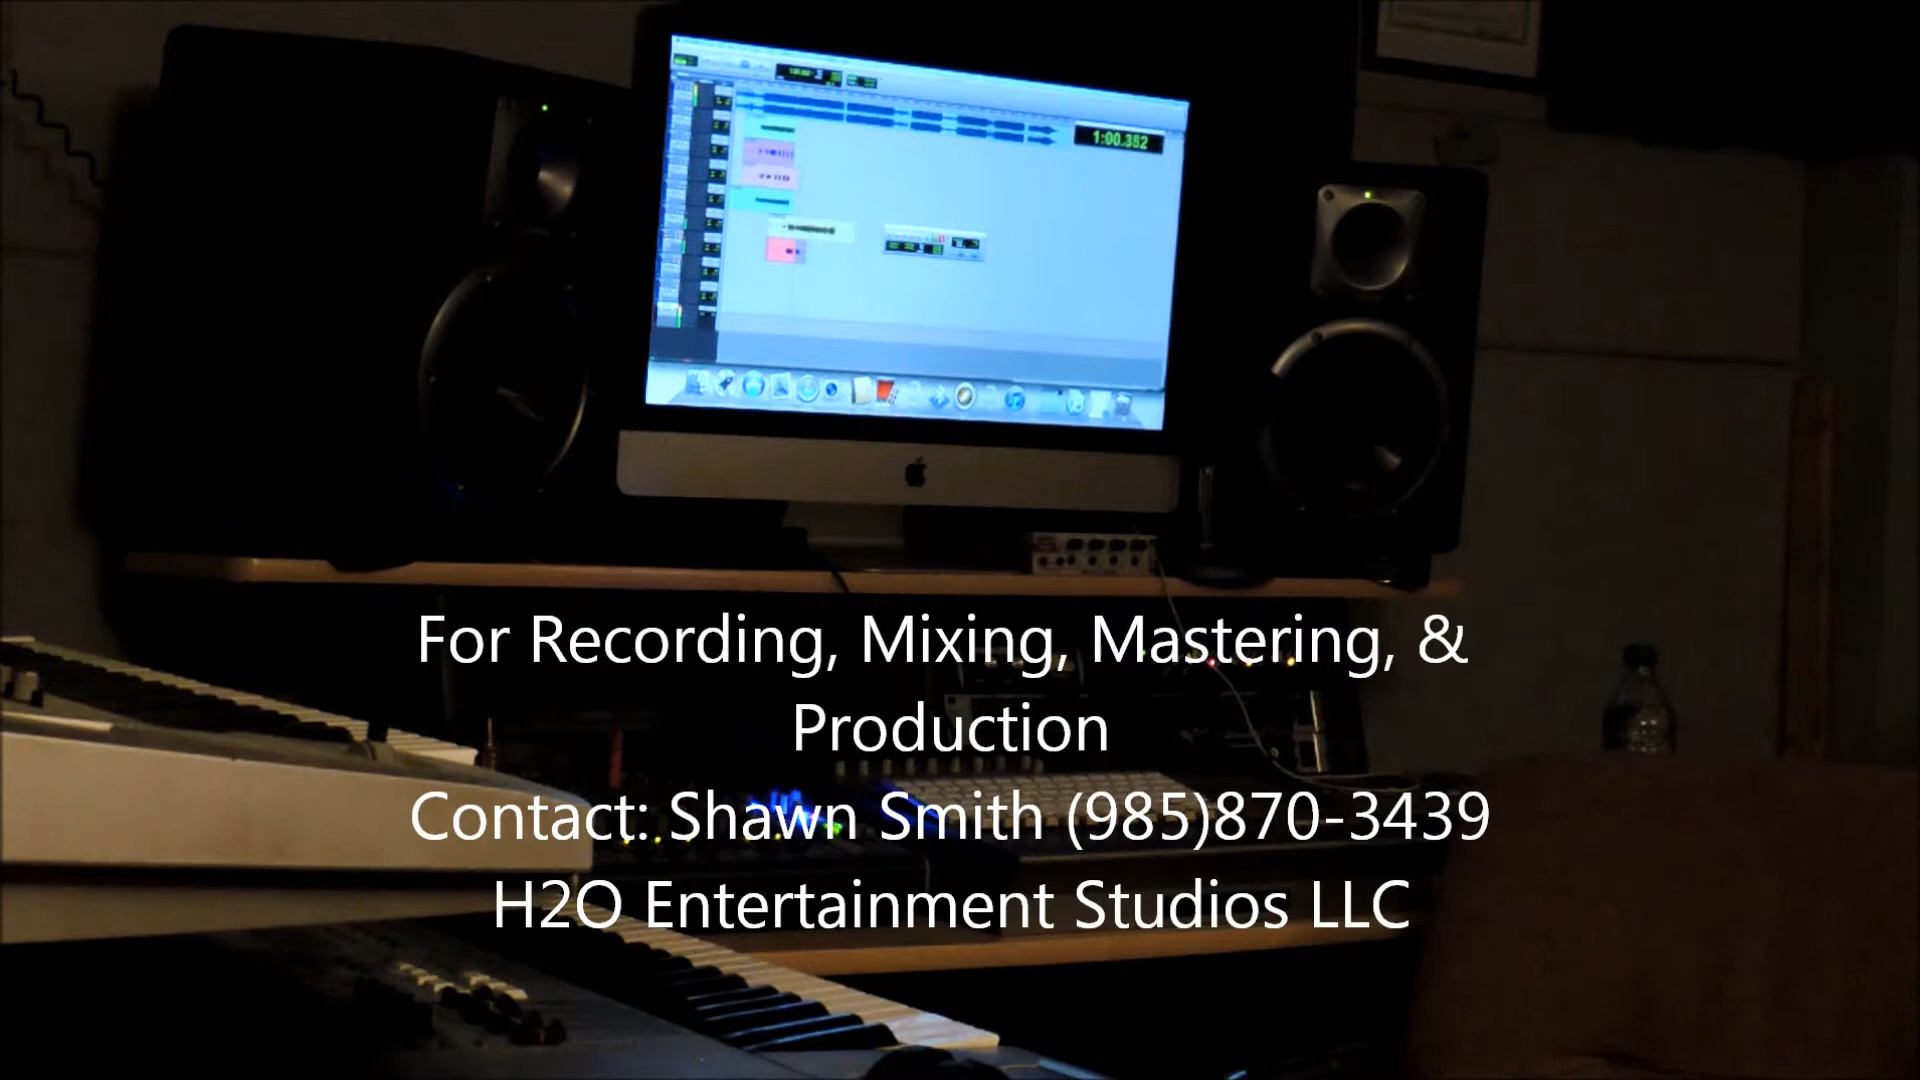 1:00.352
For Recording, Mixing, Mastering, &
Production
Contact: Shawn Smith (985)870-3439
H2O Entertainment Studios LLC